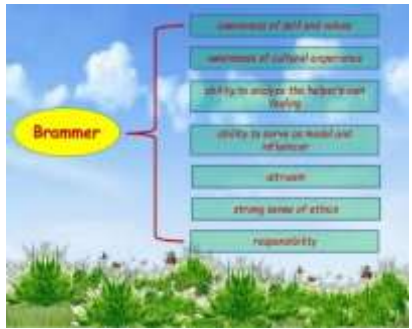 awareness of self and values
awareness of cultural experience
ability to analyze the helper's own
feeling
Brammer
ability to serve as model and
influencer
altruism
strong sense of ethics
responsibility